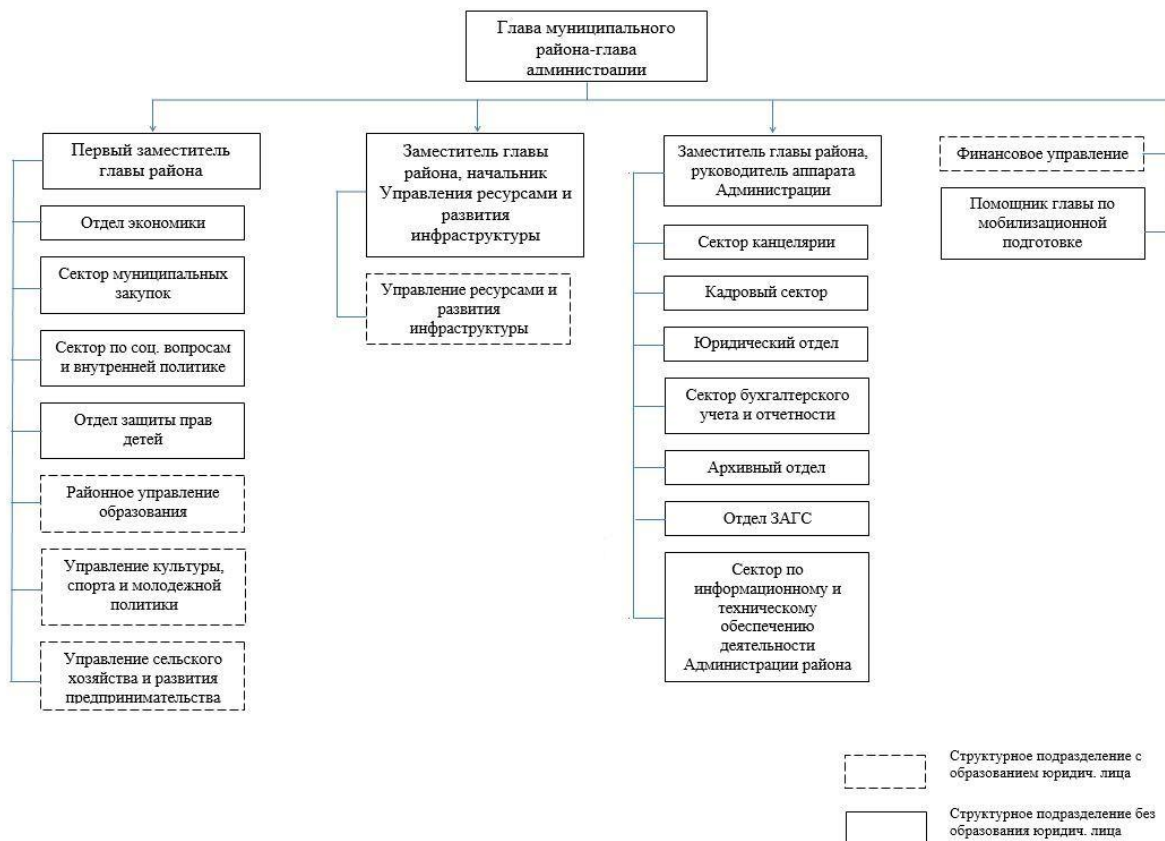 Глава муниципального
района-глава
администрации
Первый заместитель
главы района
Отдел экономики
Сектор муниципальных
закупок
Сектор по соц. вопросам
и внутренней политике
Отдел защиты прав
детей
Районное управление
образования
Управление культуры,
спорта и молодежной
политики
Управление сельского
хозяйства и развития
предпринимательства
Заместитель главы
района, начальник
Управления ресурсами и
развития
инфраструктуры
Управление ресурсами и
развития
инфраструктуры
Заместитель главы района,
руководитель аппарата
Администрации
Сектор канцелярии
Кадровый сектор
Юридический отдел
Сектор бухгалтерского
учета и отчетности
Архивный отдел
Отдел ЗАГС
Сектор по
информационному и
техническому
обеспечению
деятельности
Администрации района
Финансовое управление
Помощник главы по
мобилизационной
подготовке
Структурное подразделение с
образованием юридич. лица
Структурное подразделение без
образования юридич. лица